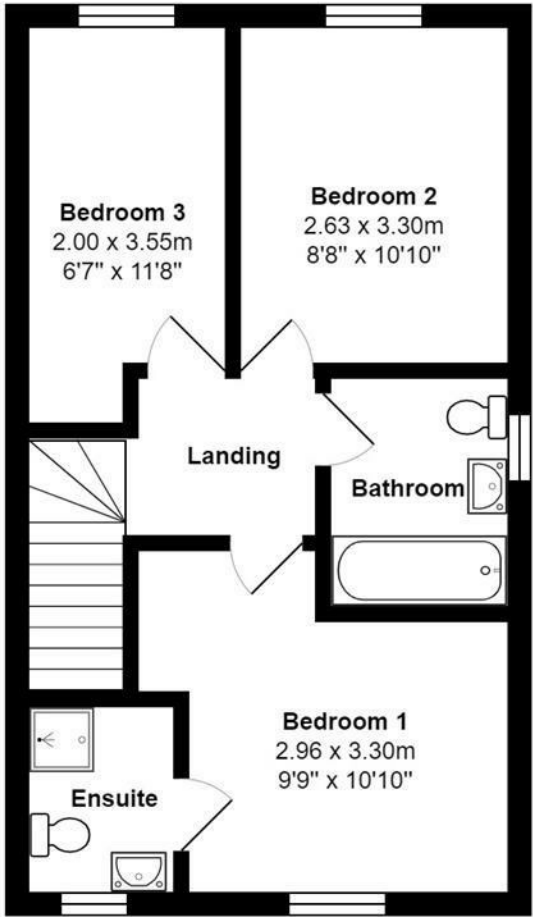 Bedroom 3
2.00 x 3.55m
6'7" x 11'8"
Bedroom 2
2.63 x 3.30m
8'8" x 10'10"
Landing
Bathroom
Bedroom 1
2.96 x 3.30m
9'9" x 10'10"
Ensuite